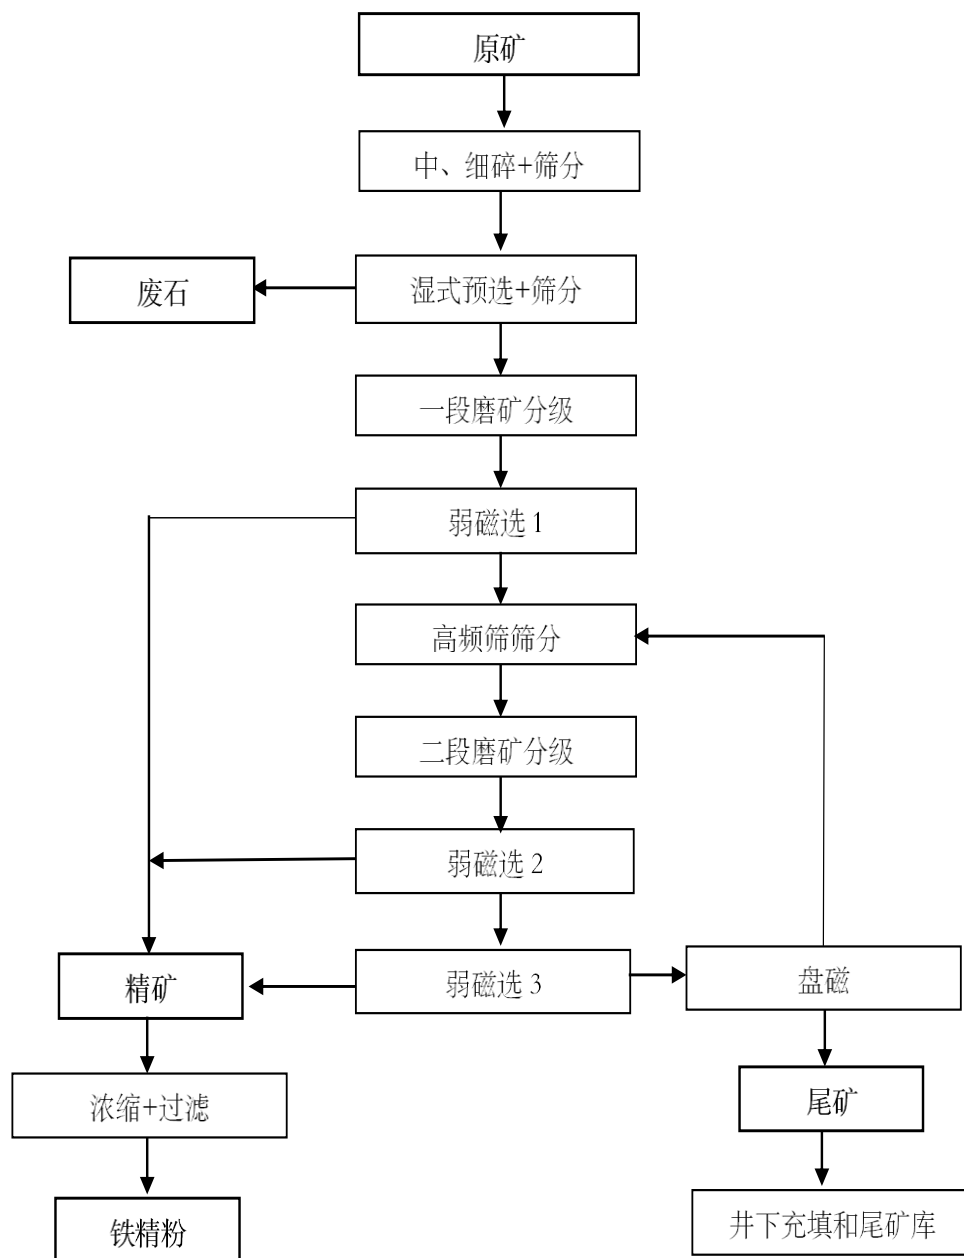 原矿
中、细碎+筛分
废石
湿式预选+筛分
一段磨矿分级
弱磁选 1
高频筛筛分
二段磨矿分级
弱磁选 2
精矿
弱磁选 3
盘磁
浓缩+过滤
尾矿
铁精粉
井下充填和尾矿库